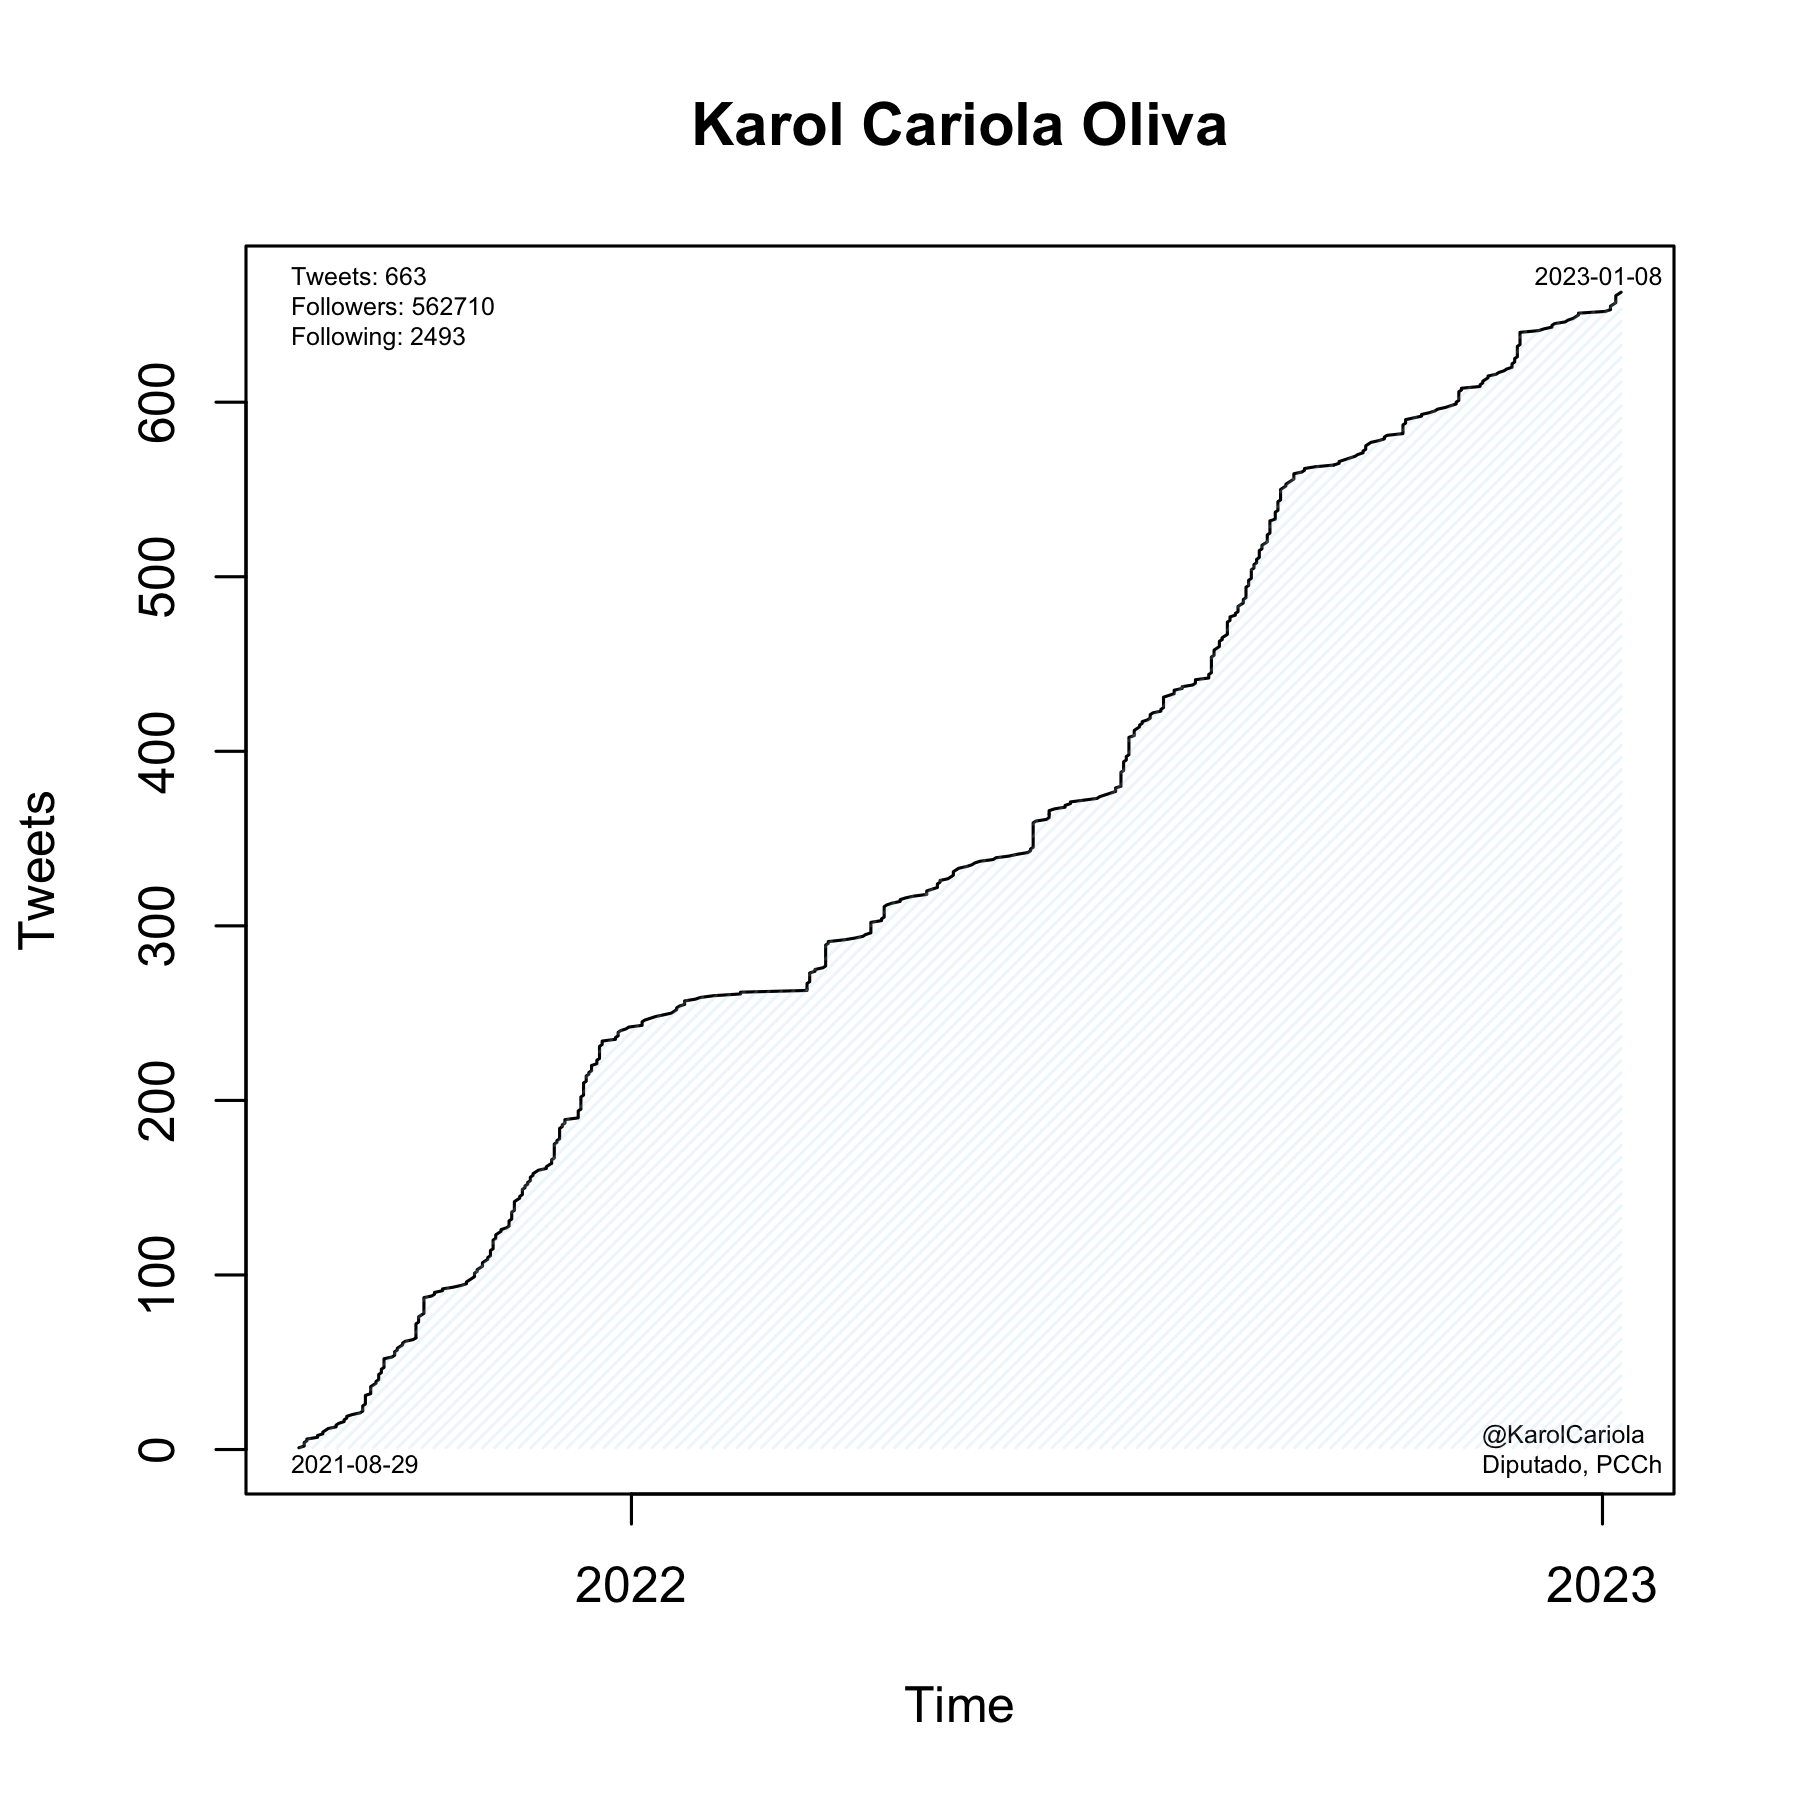 Karol Cariola Oliva
Tweets: 663
Followers: 562710
Following: 2493
2023-01-08
600
500
400
300
200
100
0
Tweets
2021-08-29
@KarolCariola
Diputado, PCCh
2022
2023
Time